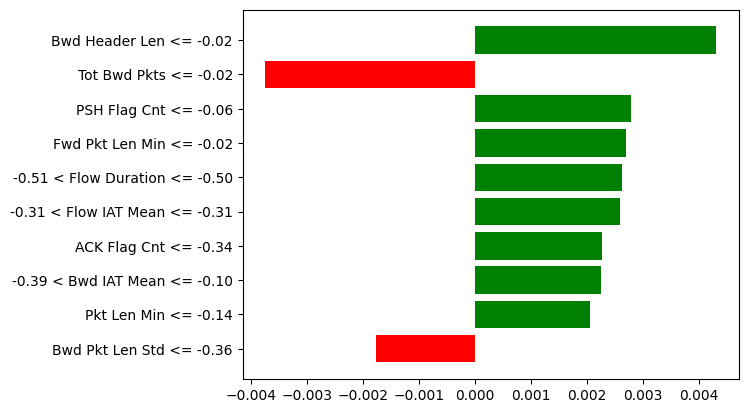 Bwd Header Len <= -0.02
Tot Bwd Pkts <= -0.02
PSH Flag Cnt <= -0.06
Fwd Pkt Len Min <= -0.02
-0.51 < Flow Duration <= -0.50
-0.31 < Flow IAT Mean <= -0.31
ACK Flag Cnt <= -0.34
-0.39 < Bwd IAT Mean <= -0.10
Pkt Len Min <= -0.14
Bwd Pkt Len Std <= -0.36
−0.004 −0.003 −0.002 −0.001 0.000 0.001 0.002 0.003 0.004